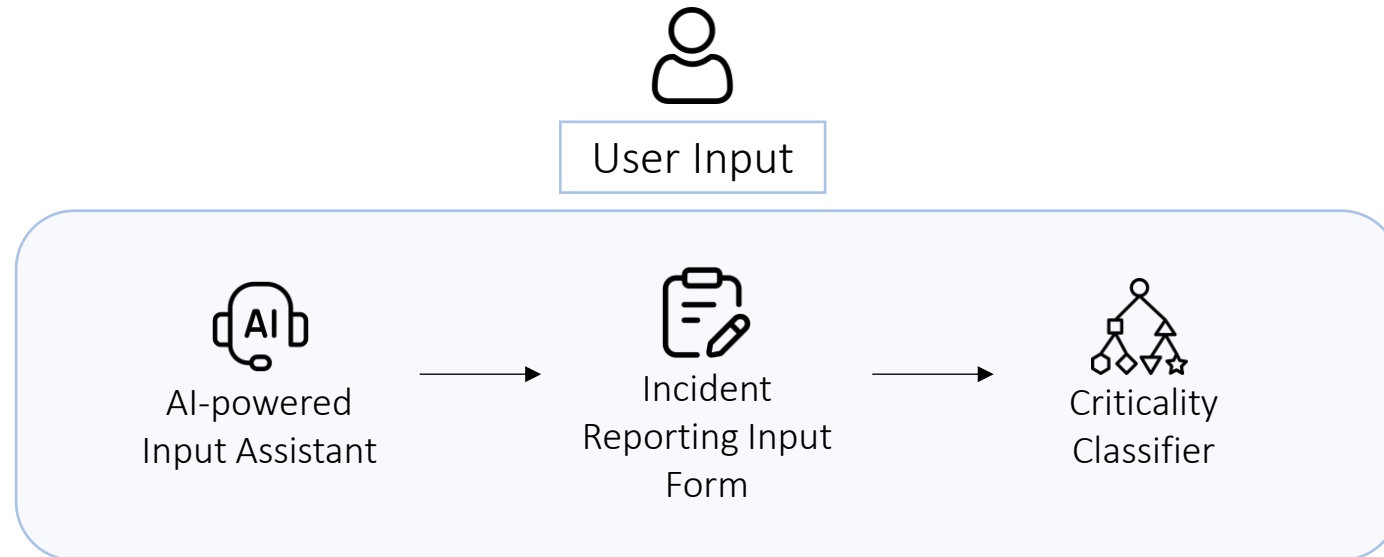 User Input
AI
AI-powered
Input Assistant
Incident
Reporting Input
Form
Criticality
Classifier